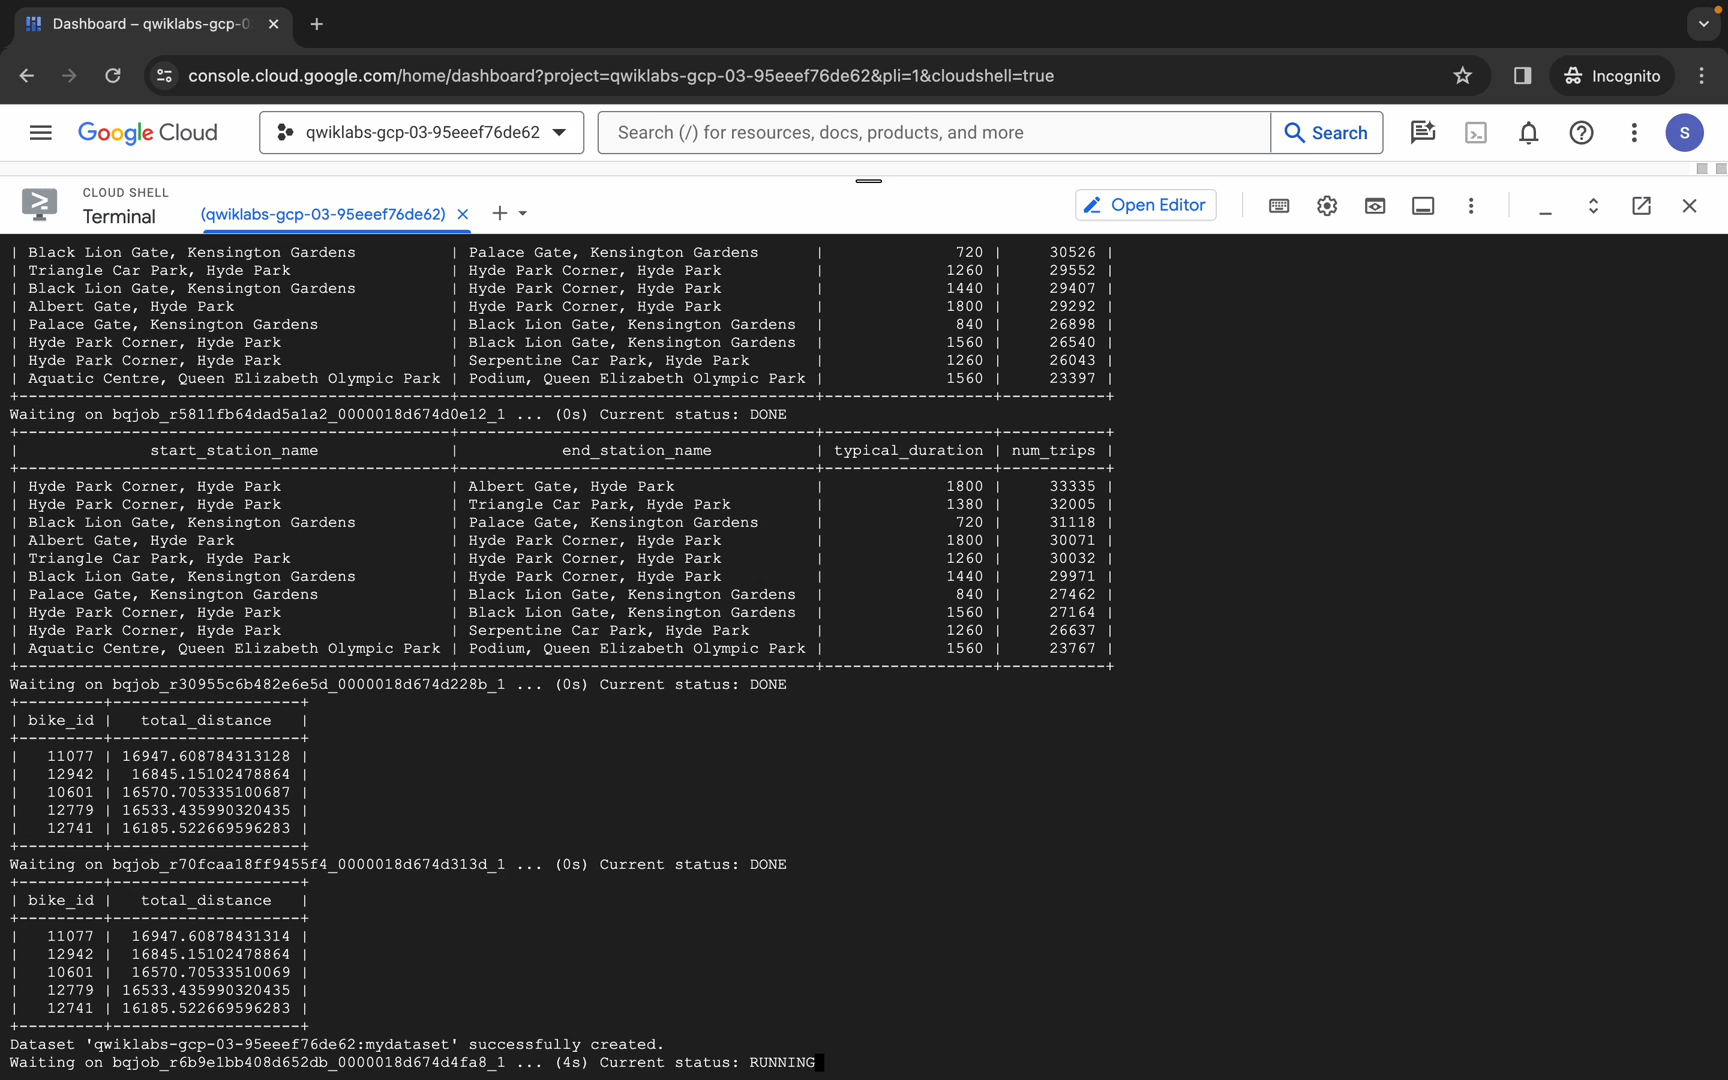 Dashboard – qwiklabs-gcp-0
console.cloud.google.com/home/dashboard?project=qwiklabs-gcp-03-95eeef76de62&pli=1&cloudshell=true
Incognito
Google Cloud
qwiklabs-gcp-03-95eeef76de62
Search (/) for resources, docs, products, and more
Search
S
CLOUD SHELL
Terminal
(qwiklabs-gcp-03-95eeef76de62)
Open Editor
| Black Lion Gate, Kensington Gardens | Palace Gate, Kensington Gardens | 720 | 30526 |
| Triangle Car Park, Hyde Park | Hyde Park Corner, Hyde Park | 1260 | 29552 |
| Black Lion Gate, Kensington Gardens | Hyde Park Corner, Hyde Park | 1440 | 29407 |
| Albert Gate, Hyde Park | Hyde Park Corner, Hyde Park | 1800 | 29292 |
| Palace Gate, Kensington Gardens | Black Lion Gate, Kensington Gardens | 840 | 26898 |
| Hyde Park Corner, Hyde Park | Black Lion Gate, Kensington Gardens | 1560 | 26540 |
| Hyde Park Corner, Hyde Park | Serpentine Car Park, Hyde Park | 1260 | 26043 |
| Aquatic Centre, Queen Elizabeth Olympic Park | Podium, Queen Elizabeth Olympic Park | 1560 | 23397 |
Waiting on bqjob_r5811fb64dad5a1a2_0000018d674d0e12_1 ... (0s) Current status: DONE
| start_station_name | end_station_name | typical_duration | num_trips |
| Hyde Park Corner, Hyde Park | Albert Gate, Hyde Park | 1800 | 33335 |
| Hyde Park Corner, Hyde Park | Triangle Car Park, Hyde Park | 1380 | 32005 |
| Black Lion Gate, Kensington Gardens | Palace Gate, Kensington Gardens | 720 | 31118 |
| Albert Gate, Hyde Park | Hyde Park Corner, Hyde Park | 1800 | 30071 |
| Triangle Car Park, Hyde Park | Hyde Park Corner, Hyde Park | 1260 | 30032 |
| Black Lion Gate, Kensington Gardens | Hyde Park Corner, Hyde Park | 1440 | 29971 |
| Palace Gate, Kensington Gardens | Black Lion Gate, Kensington Gardens | 840 | 27462 |
| Hyde Park Corner, Hyde Park | Black Lion Gate, Kensington Gardens | 1560 | 27164 |
| Hyde Park Corner, Hyde Park | Serpentine Car Park, Hyde Park | 1260 | 26637 |
| Aquatic Centre, Queen Elizabeth Olympic Park | Podium, Queen Elizabeth Olympic Park | 1560 | 23767 |
Waiting on bqjob_r30955c6b482e6e5d_0000018d674d228b_1 ... (0s) Current status: DONE
| bike_id | total_distance |
| 11077 | 16947.608784313128 |
| 12942 | 16845.15102478864 |
| 10601 | 16570.705335100687 |
| 12779 | 16533.435990320435 |
| 12741 | 16185.522669596283 |
Waiting on bqjob_r70fcaa18ff9455f4_0000018d674d313d_1 ... (0s) Current status: DONE
| bike_id | total_distance |
| 11077 | 16947.60878431314 |
| 12942 | 16845.15102478864 |
| 10601 | 16570.70533510069 |
| 12779 | 16533.435990320435 |
| 12741 | 16185.522669596283 |
Dataset 'qwiklabs-gcp-03-95eeef76de62:mydataset' successfully created.
Waiting on bqjob_r6b9e1bb408d652db_0000018d674d4fa8_1 ... (4s) Current status: RUNNING